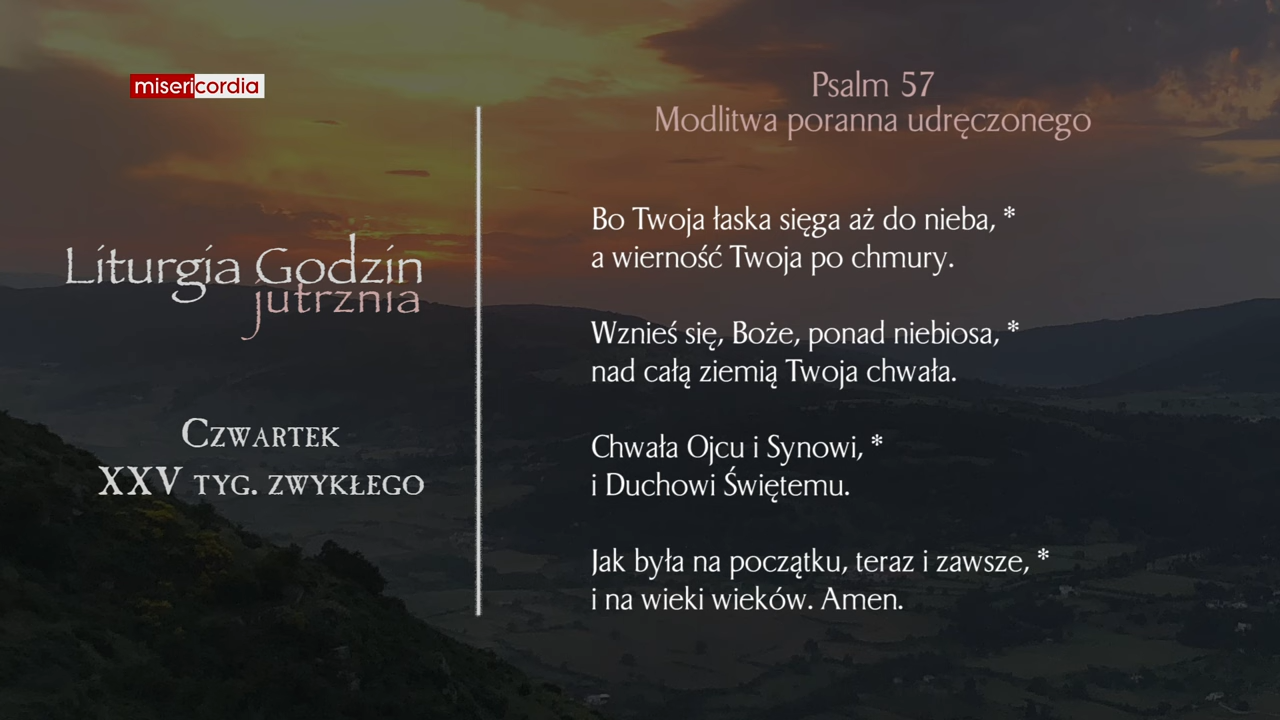 misericordia
Liturgia Godzin
jutrznia
Czwartek
XXV tyg. zwykłego
Psalm 57
Modlitwa poranna udręczonego
Bo Twoja łaska sięga aż do nieba, *
a wierność Twoja po chmury.
Wznieś się, Boże, ponad niebiosa, *
nad całą ziemią Twoja chwała.
Chwała Ojcu i Synowi, *
i Duchowi Świętemu.
Jak była na początku, teraz i zawsze, *
i na wieki wieków. Amen.